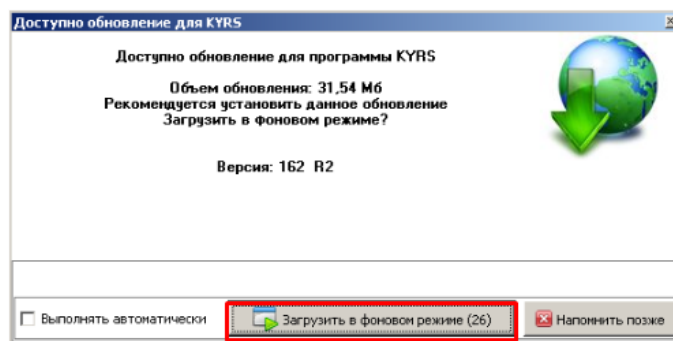 Доступно обновление для KYRS
Доступно обновление для программы KYRS
Объем обновления: 31,54 Мб
Рекомендуется установить данное обновление
Загрузить в фоновом режиме?
Версия: 162 R2
Выполнять автоматически
Загрузить в фоновом режиме (26)
Напомнить позже